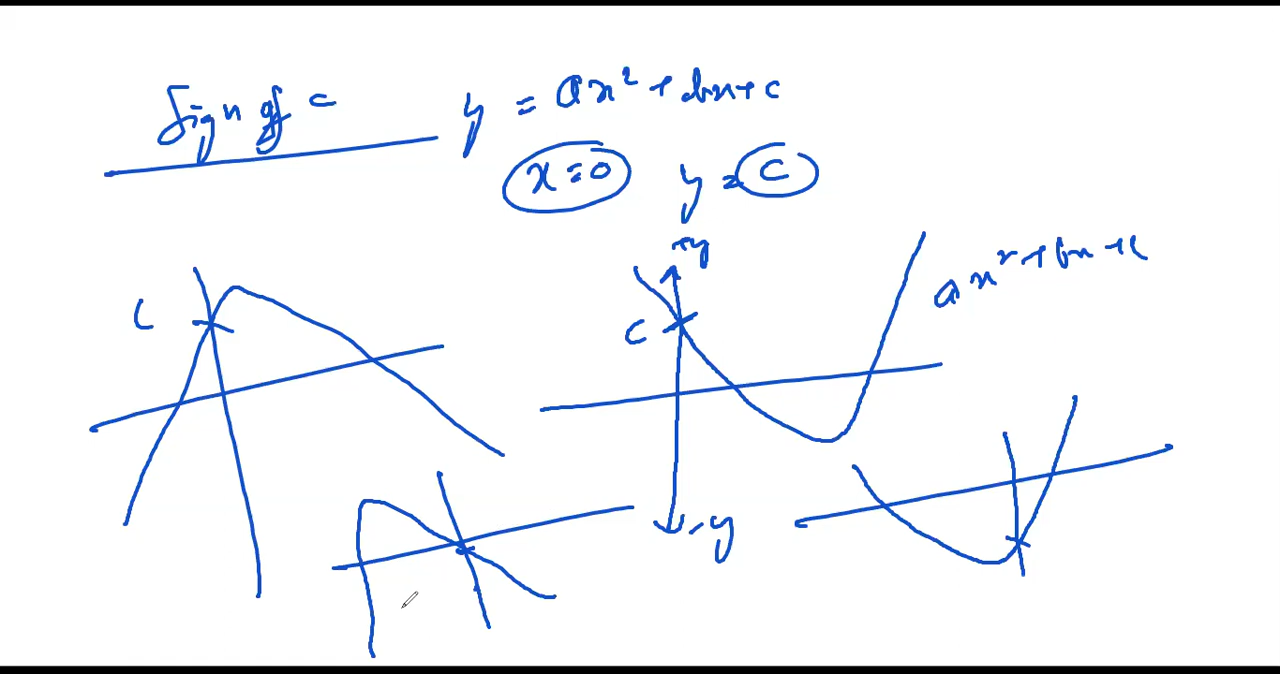 Sign of c
y = ax² + bx + c
x = 0 y = c
+y
ax² + bx + c
c
c
-y